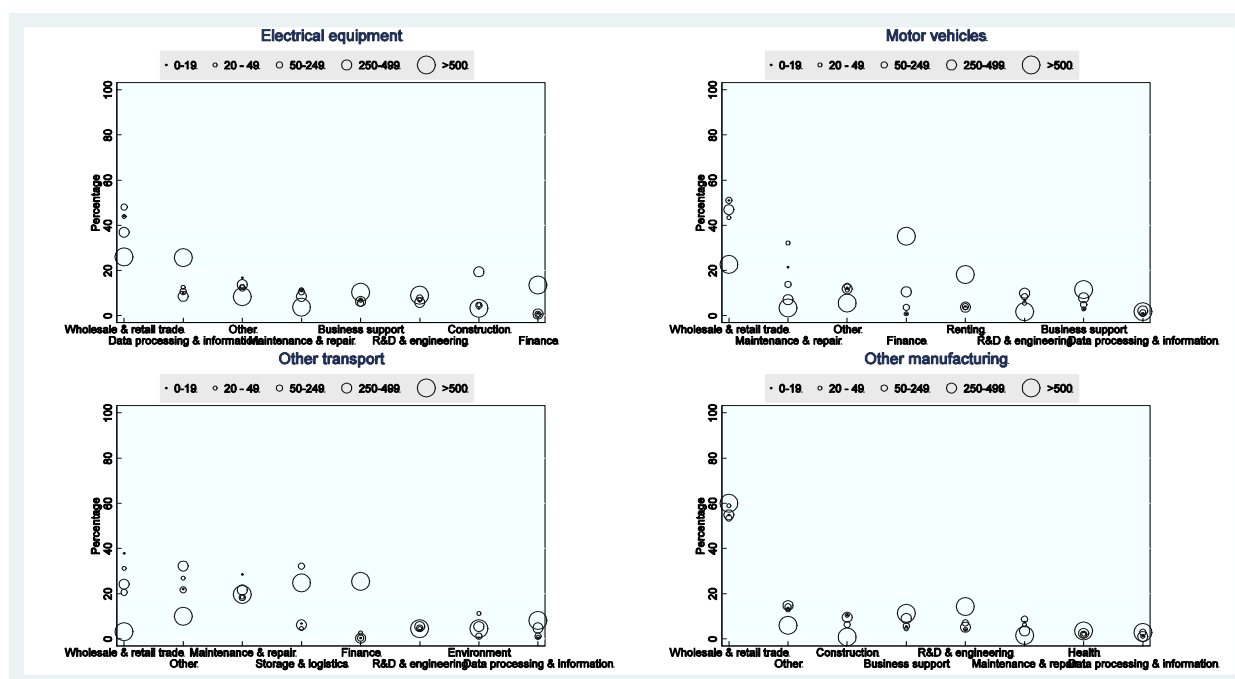 Electrical equipment
0-19 20 - 49 50-249 250-499 >500
Percentage
100
80
60
40
20
0
Wholesale & retail trade Other Business support Construction
Data processing & information Maintenance & repair R&D & engineering Finance
Motor vehicles
0-19 20 - 49 50-249 250-499 >500
Percentage
100
80
60
40
20
0
Wholesale & retail trade Other Renting Business support
Maintenance & repair Finance R&D & engineering Data processing & information
Other transport
0-19 20 - 49 50-249 250-499 >500
Percentage
100
80
60
40
20
0
Wholesale & retail trade Maintenance & repair Finance Environment
Other Storage & logistics R&D & engineering Data processing & information
Other manufacturing
0-19 20 - 49 50-249 250-499 >500
Percentage
100
80
60
40
20
0
Wholesale & retail trade Construction R&D & engineering Health
Other Business support Maintenance & repair Data processing & information